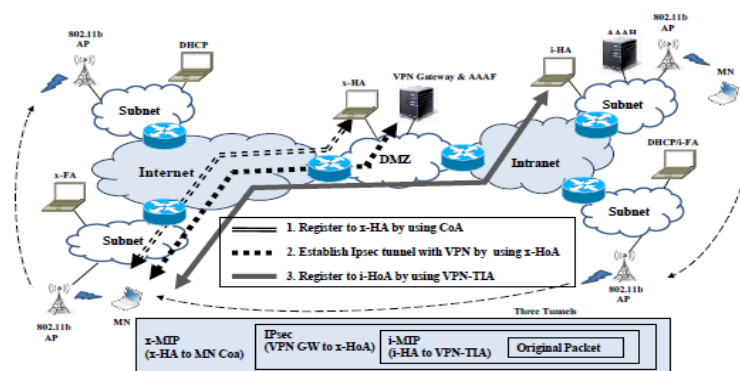 802.11b
AP
DHCP
Subnet
x-HA
VPN Gateway & AAAF
i-HA
AAAH
802.11b
AP
MN
Subnet
Internet
DMZ
Intranet
DHCP/i-FA
x-FA
Subnet
Subnet
1. Register to x-HA by using CoA
2. Establish Ipsec tunnel with VPN by using x-HoA
3. Register to i-HoA by using VPN-TIA
802.11b
AP
MN
802.11b
AP
Three Tunnels
x-MIP
(x-HA to MN Coa)
IPsec
(VPN GW to x-HoA)
i-MIP
(i-HA to VPN-TIA)
Original Packet